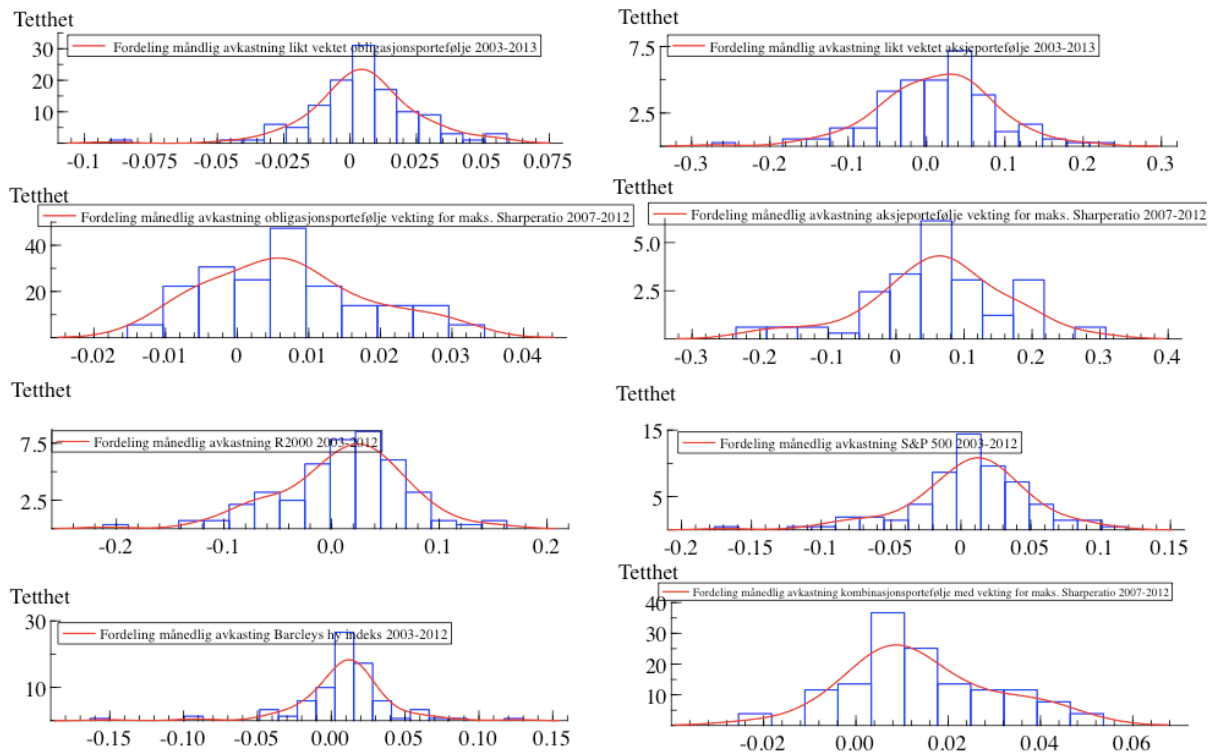 Tetthet
Fordeling måndlig avkastning likt vektet obligasjonsportefølje 2003-2013
35
20
10
-0.1 -0.075 -0.05 -0.025 0 0.025 0.05 0.075
Tetthet
Fordeling måndlig avkastning likt vektet aksjeportefølje 2003-2013
7.5
2.5
-0.3 -0.2 -0.1 0.0 0.1 0.2 0.3
Tetthet
Fordeling månedlig avkastning obligasjonsportefølje vekting for maks. Sharperatio 2007-2012
40
20
-0.02 -0.01 0 0.01 0.02 0.03 0.04
Tetthet
Fordeling månedlig avkastning aksjeportefølje vekting for maks. Sharperatio 2007-2012
5.0
2.5
-0.3 -0.2 -0.1 0 0.1 0.2 0.3 0.4
Tetthet
Fordeling månedlig avkastning R2000 2003-2012
7.5
2.5
-0.2 -0.1 0.0 0.1 0.2
Tetthet
Fordeling månedlig avkastning S&P 500 2003-2012
15
5
-0.2 -0.15 -0.10 -0.05 0 0.05 0.1 0.15
Tetthet
Fordeling månedlig avkasting Barcleys hy indeks 2003-2012
30
10
-0.15 -0.10 -0.05 0.00 0.05 0.10 0.15
Tetthet
Fordeling månedlig avkastning kombinasjonsportefølje med vekting for maks. Sharperatio 2007-2012
40
30
20
10
-0.02 0.00 0.02 0.04 0.06